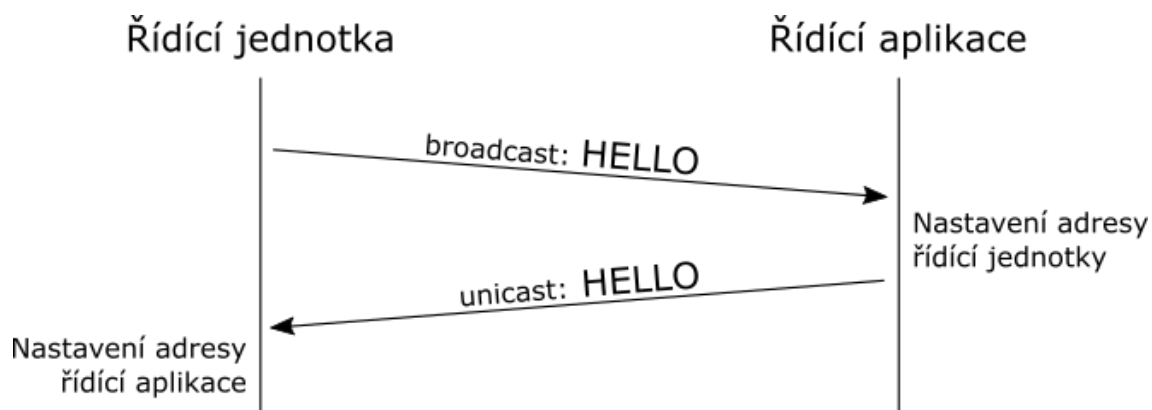 Řídící jednotka
Řídící aplikace
broadcast: HELLO
Nastavení adresy
řídící jednotky
unicast: HELLO
Nastavení adresy
řídící aplikace